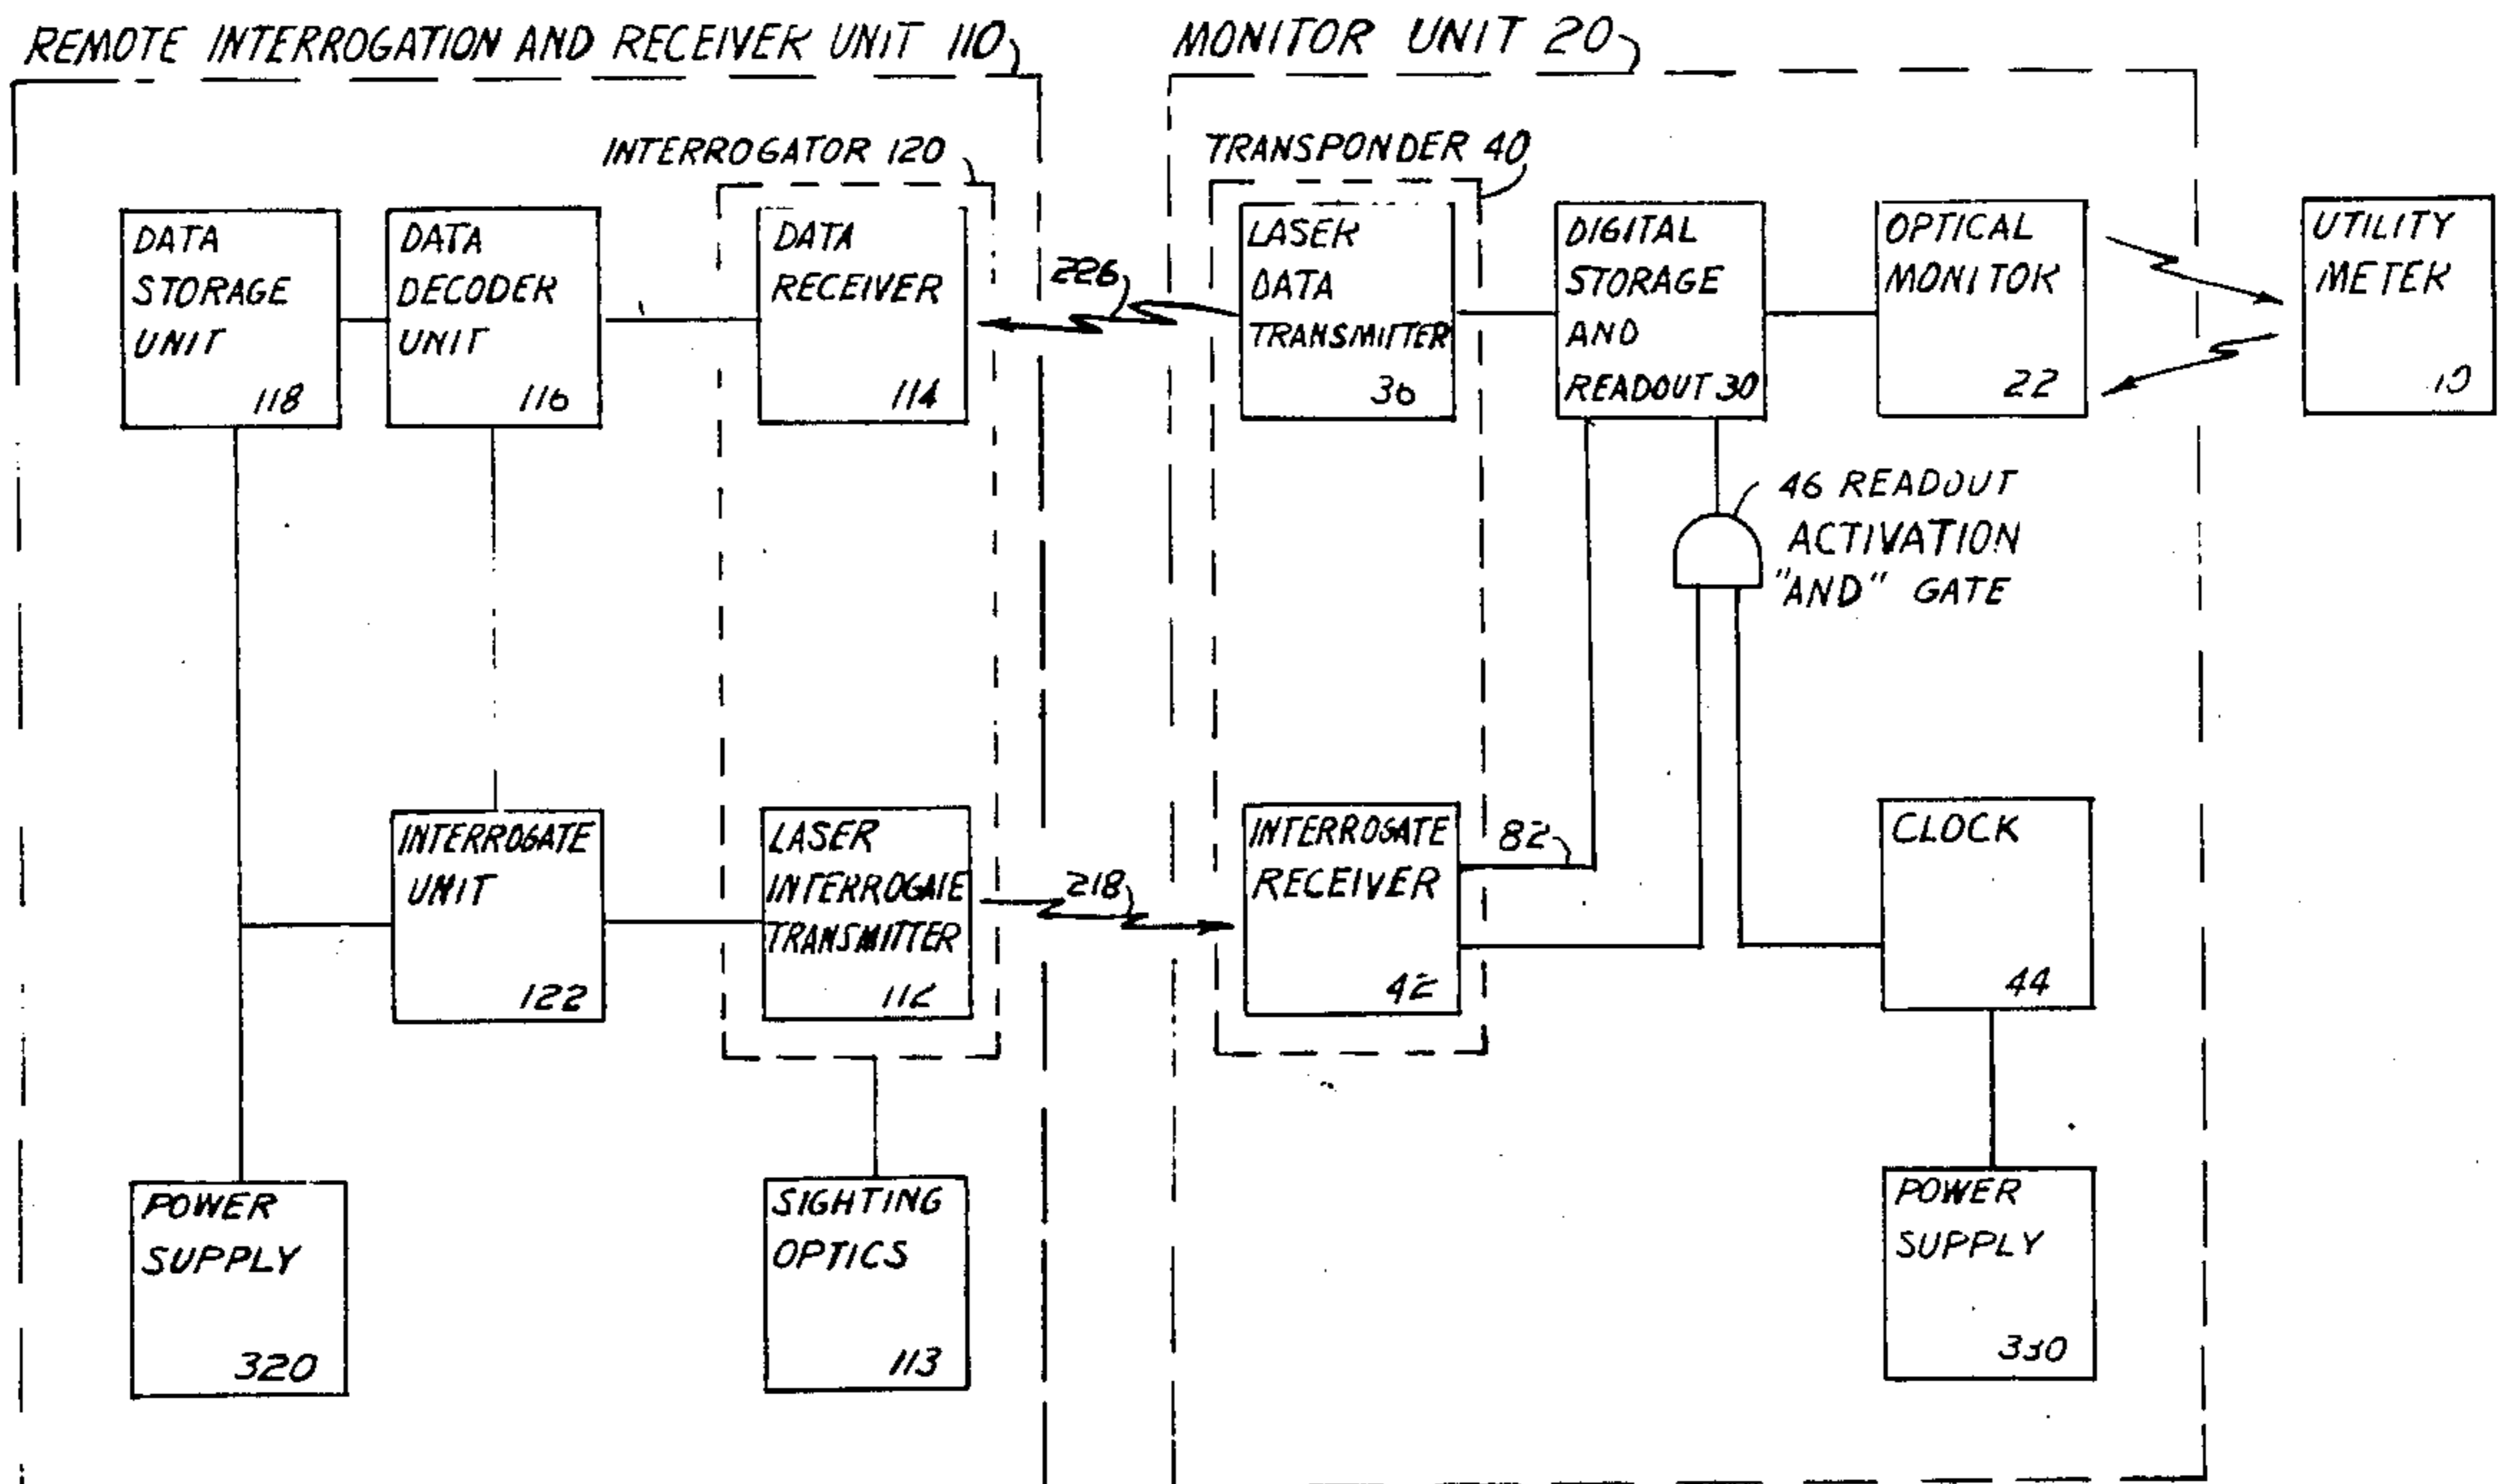 REMOTE INTERROGATION AND RECEIVER UNIT 110
MONITOR UNIT 20
INTERROGATOR 120
TRANSPONDER 40
DATA
STORAGE
UNIT
118
DATA
DECODER
UNIT
116
DATA
RECEIVER
114
226
LASER
DATA
TRANSMITTER
36
DIGITAL
STORAGE
AND
READOUT 30
OPTICAL
MONITOR
22
UTILITY
METER
10
46 READOUT
ACTIVATION
"AND" GATE
INTERROGATE
UNIT
122
LASER
INTERROGATE
TRANSMITTER
112
218
INTERROGATE
RECEIVER
42
82
CLOCK
44
POWER
SUPPLY
320
SIGHTING
OPTICS
113
POWER
SUPPLY
330